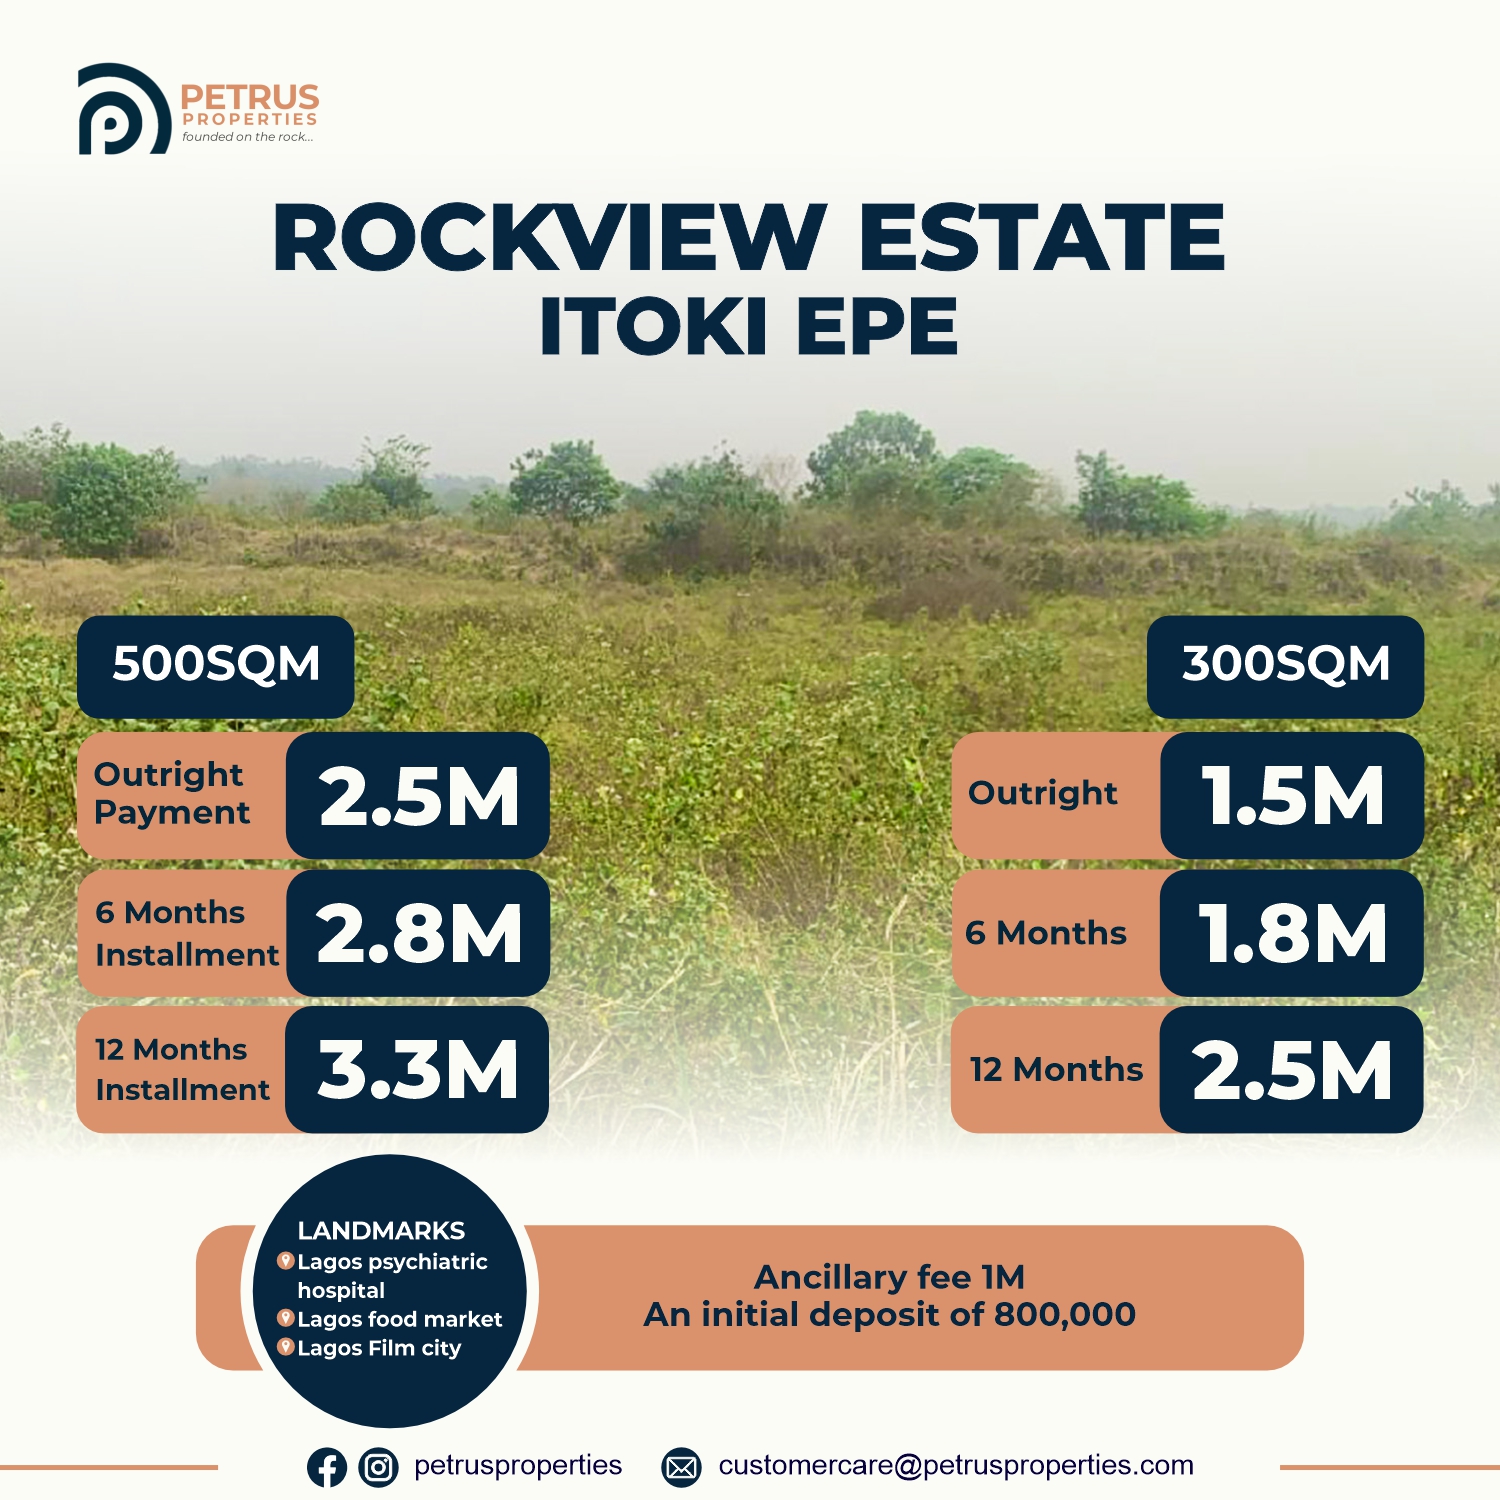 PETRUS
PROPERTIES
founded on the rock...
ROCKVIEW ESTATE
ITOKI EPE
500SQM
Outright
Payment
2.5M
6 Months
Installment
2.8M
12 Months
Installment
3.3M
300SQM
Outright
1.5M
6 Months
1.8M
12 Months
2.5M
LANDMARKS
Lagos psychiatric
hospital
Lagos food market
Lagos Film city
Ancillary fee 1M
An initial deposit of 800,000
petrusproperties
customercare@petrusproperties.com